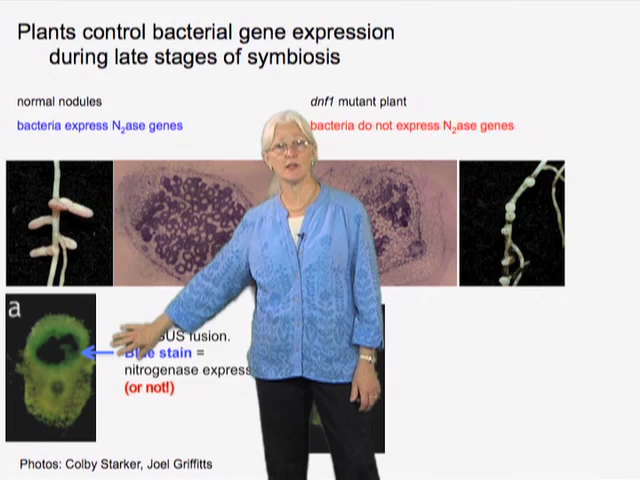 Plants control bacterial gene expression
during late stages of symbiosis
normal nodules
bacteria express N2ase genes
dnf1 mutant plant
bacteria do not express N2ase genes
a
GUS fusion.
Blue stain =
nitrogenase express
(or not!)
Photos: Colby Starker, Joel Griffitts